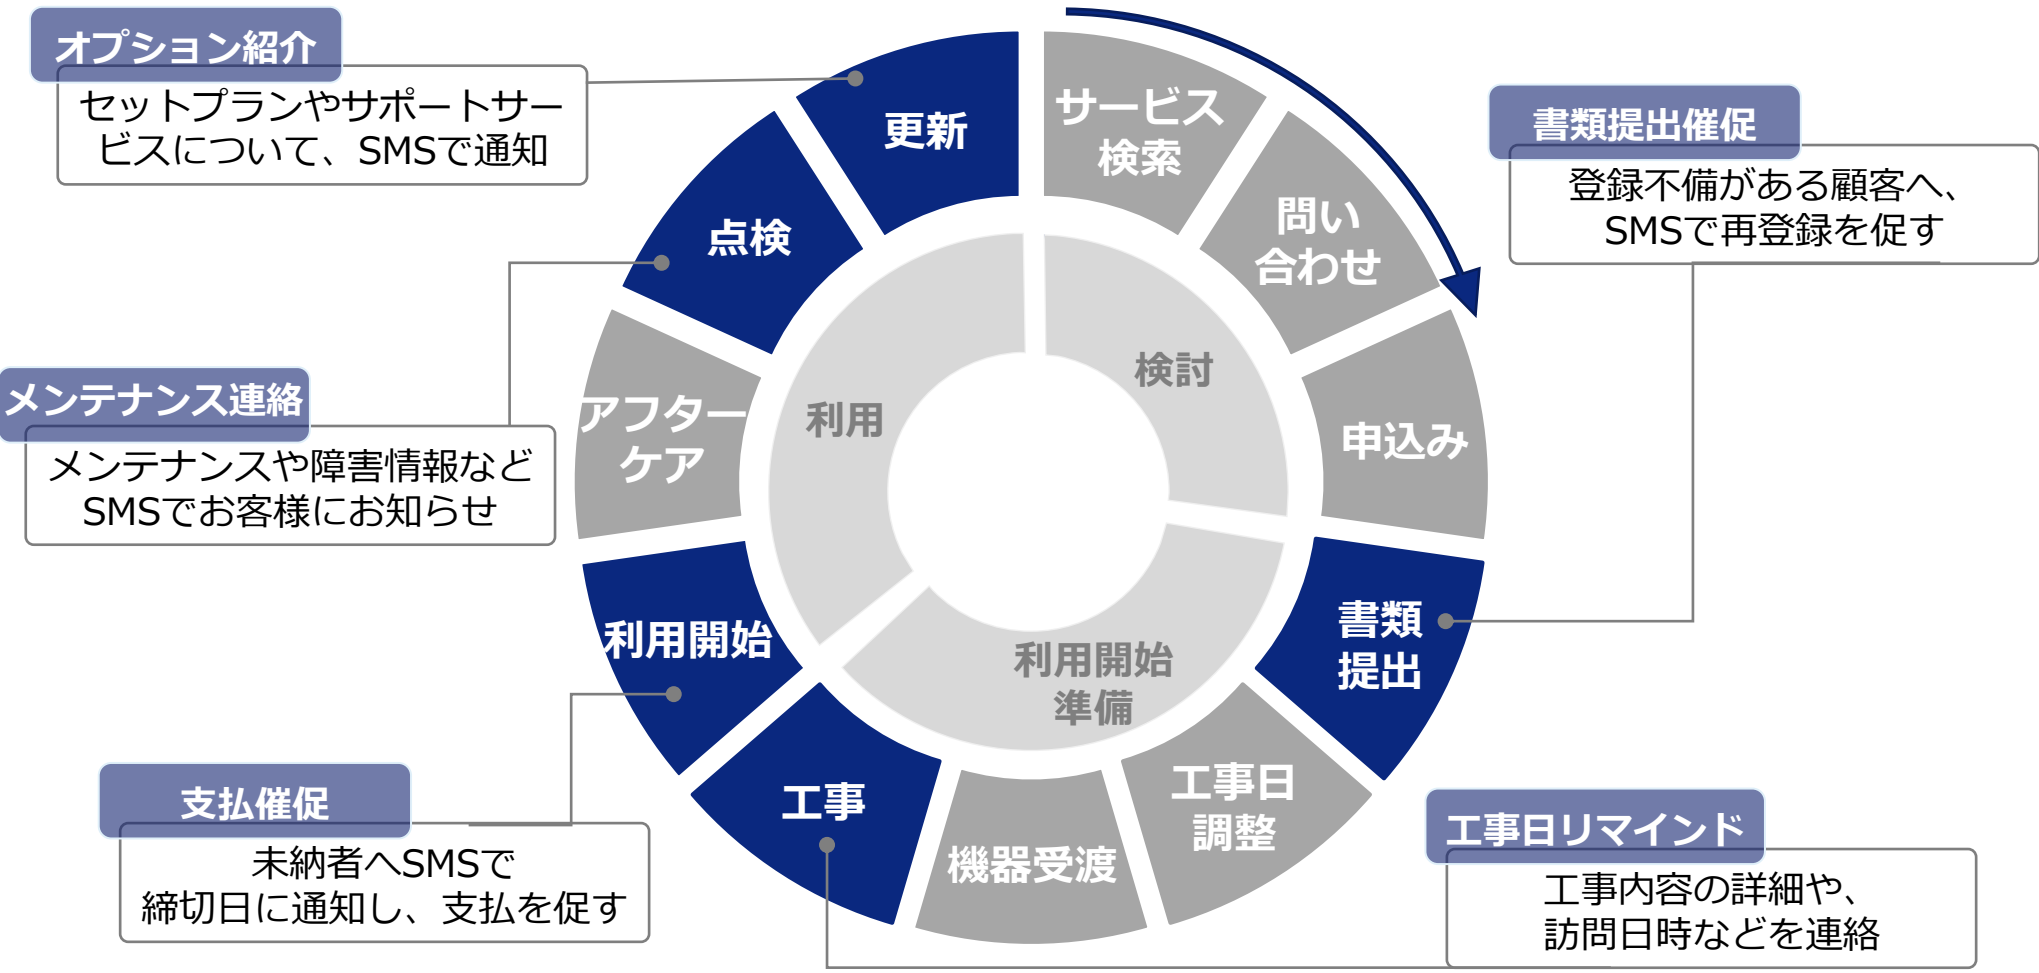 オプション紹介
セットプランやサポートサー
ビスについて、SMSで通知
メンテナンス連絡
メンテナンスや障害情報など
SMSでお客様にお知らせ
支払催促
未納者へSMSで
締切日に通知し、支払を促す
書類提出催促
登録不備がある顧客へ、
SMSで再登録を促す
工事日リマインド
工事内容の詳細や、
訪問日時などを連絡
サービス
検索
問い
合わせ
申込み
書類
提出
工事日
調整
機器受渡
工事
利用開始
アフター
ケア
点検
更新
検討
利用開始
準備
利用